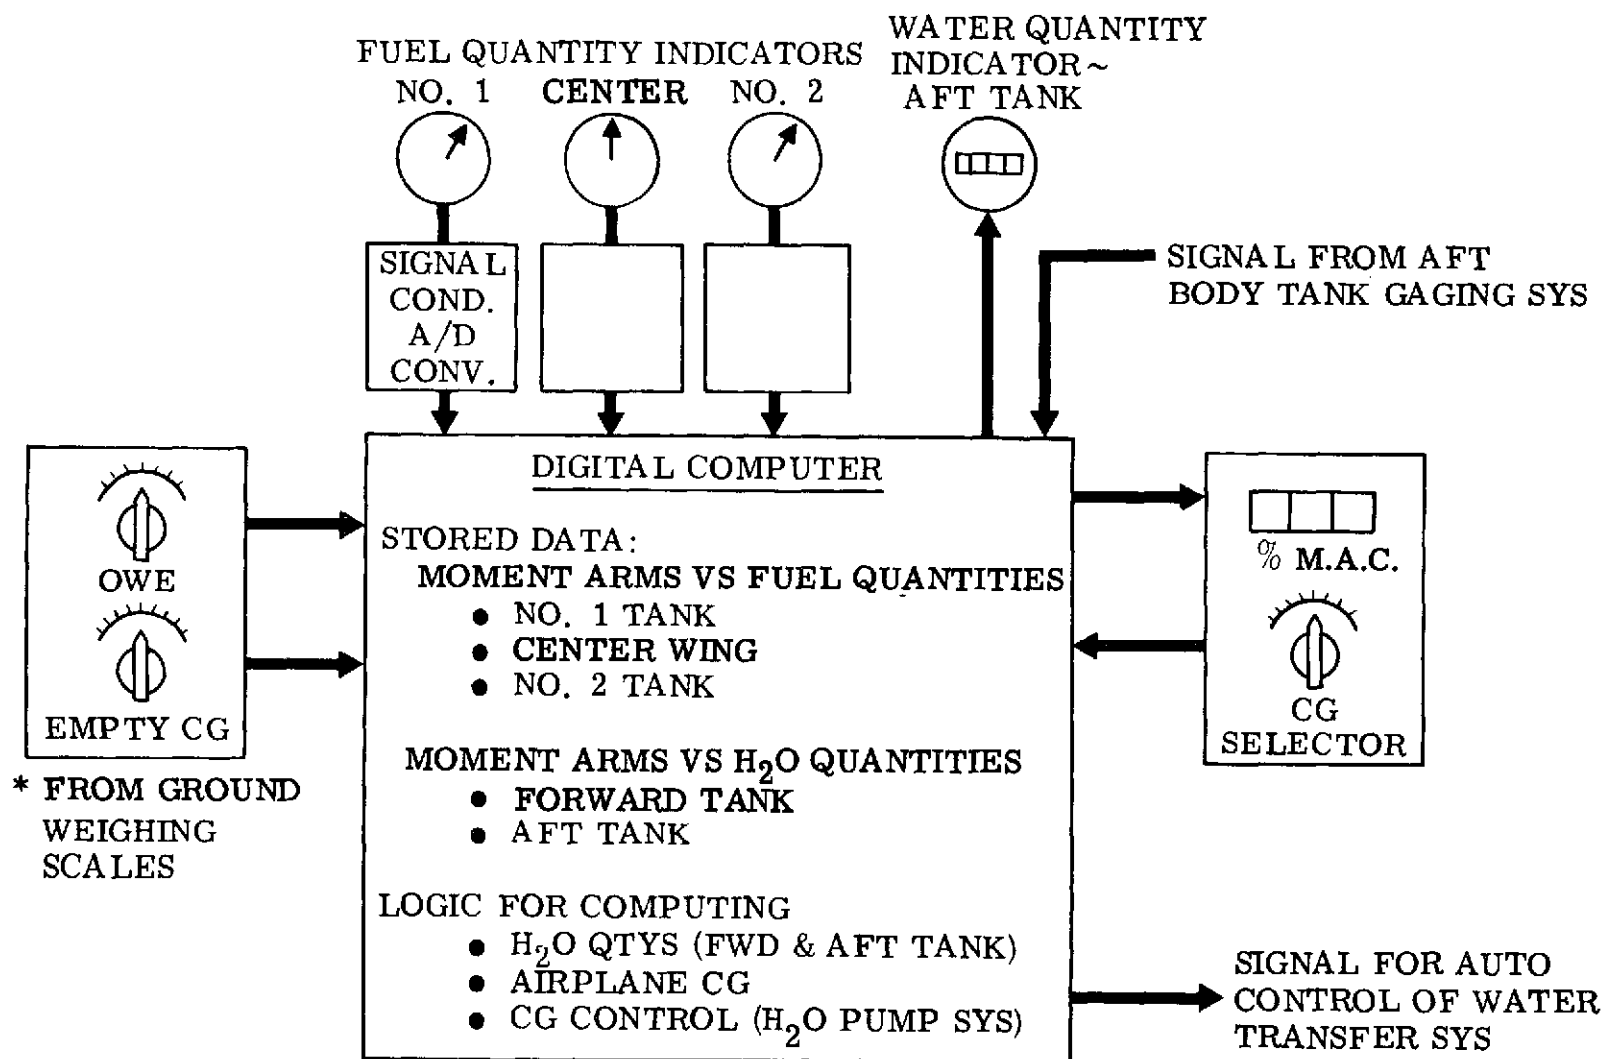 FUEL QUANTITY INDICATORS
NO. 1 CENTER NO. 2
WATER QUANTITY
INDICATOR~
AFT TANK
SIGNAL
COND.
A/D
CONV.
SIGNAL FROM AFT
BODY TANK GAGING SYS
OWE
EMPTY CG
* FROM GROUND
WEIGHING
SCALES
DIGITAL COMPUTER
STORED DATA:
MOMENT ARMS VS FUEL QUANTITIES
• NO. 1 TANK
• CENTER WING
• NO. 2 TANK
MOMENT ARMS VS H₂O QUANTITIES
• FORWARD TANK
• AFT TANK
LOGIC FOR COMPUTING
• H₂O QTYS (FWD & AFT TANK)
• AIRPLANE CG
• CG CONTROL (H₂O PUMP SYS)
% M.A.C.
CG
SELECTOR
SIGNAL FOR AUTO
CONTROL OF WATER
TRANSFER SYS